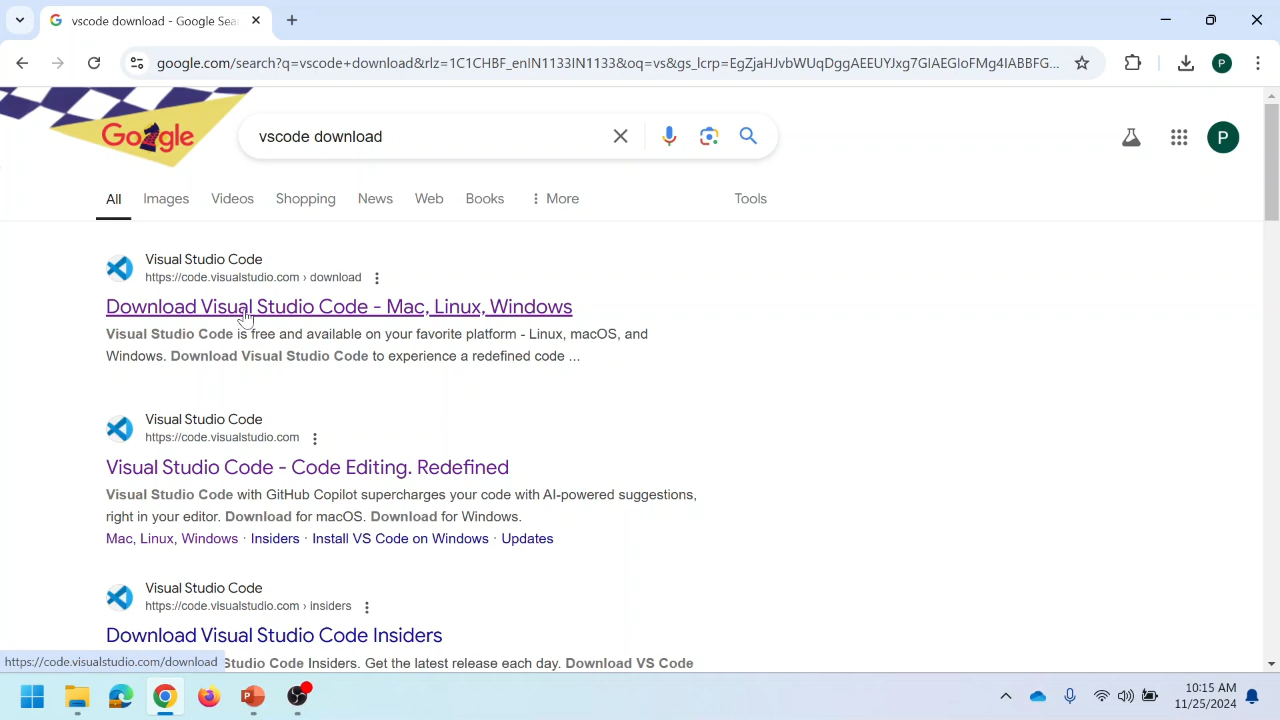 vscode download - Google Sea
google.com/search?q=vscode+download&rlz=1C1CHBF_enIN1133IN1133&oq=vs&gs_lcrp=EgZjaHJvbWUqDggAEEUYJxg7GIAEGIoFMg4IABBFG...
P
Google
vscode download
P
All
Images
Videos
Shopping
News
Web
Books
More
Tools
Visual Studio Code
https://code.visualstudio.com › download
Download Visual Studio Code - Mac, Linux, Windows
Visual Studio Code is free and available on your favorite platform - Linux, macOS, and
Windows. Download Visual Studio Code to experience a redefined code ...
Visual Studio Code
https://code.visualstudio.com
Visual Studio Code - Code Editing. Redefined
Visual Studio Code with GitHub Copilot supercharges your code with AI-powered suggestions,
right in your editor. Download for macOS. Download for Windows.
Mac, Linux, Windows · Insiders · Install VS Code on Windows · Updates
Visual Studio Code
https://code.visualstudio.com › insiders
Download Visual Studio Code Insiders
Studio Code Insiders. Get the latest release each day. Download VS Code
https://code.visualstudio.com/download
10:15 AM
11/25/2024